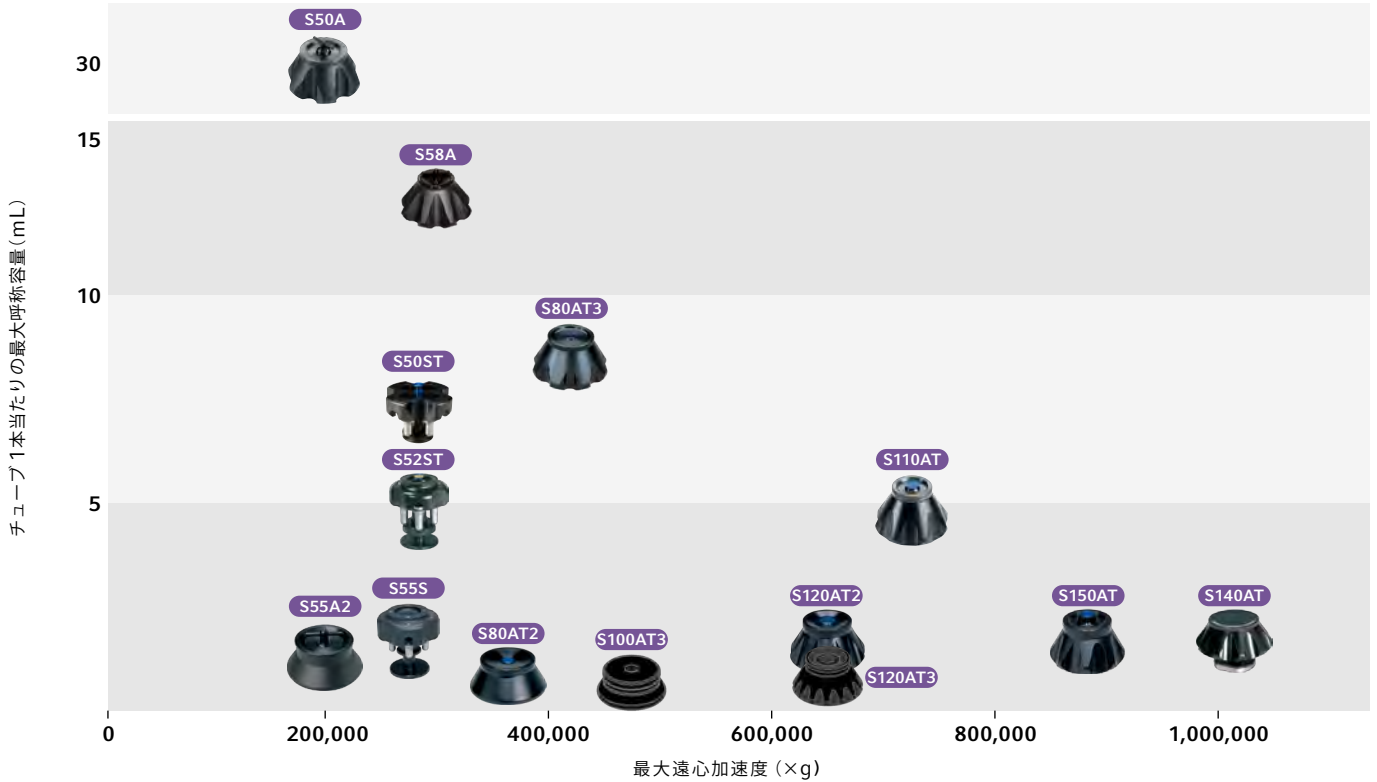 S50A
30
15
S58A
10
S80AT3
S50ST
S52ST
S110AT
5
S55S
S55A2
S120AT2
S150AT
S140AT
S80AT2
S100AT3
S120AT3
チューブ1本当たりの最大呼称容量(mL)
0
200,000
400,000
600,000
800,000
1,000,000
最大遠心加速度(×g)